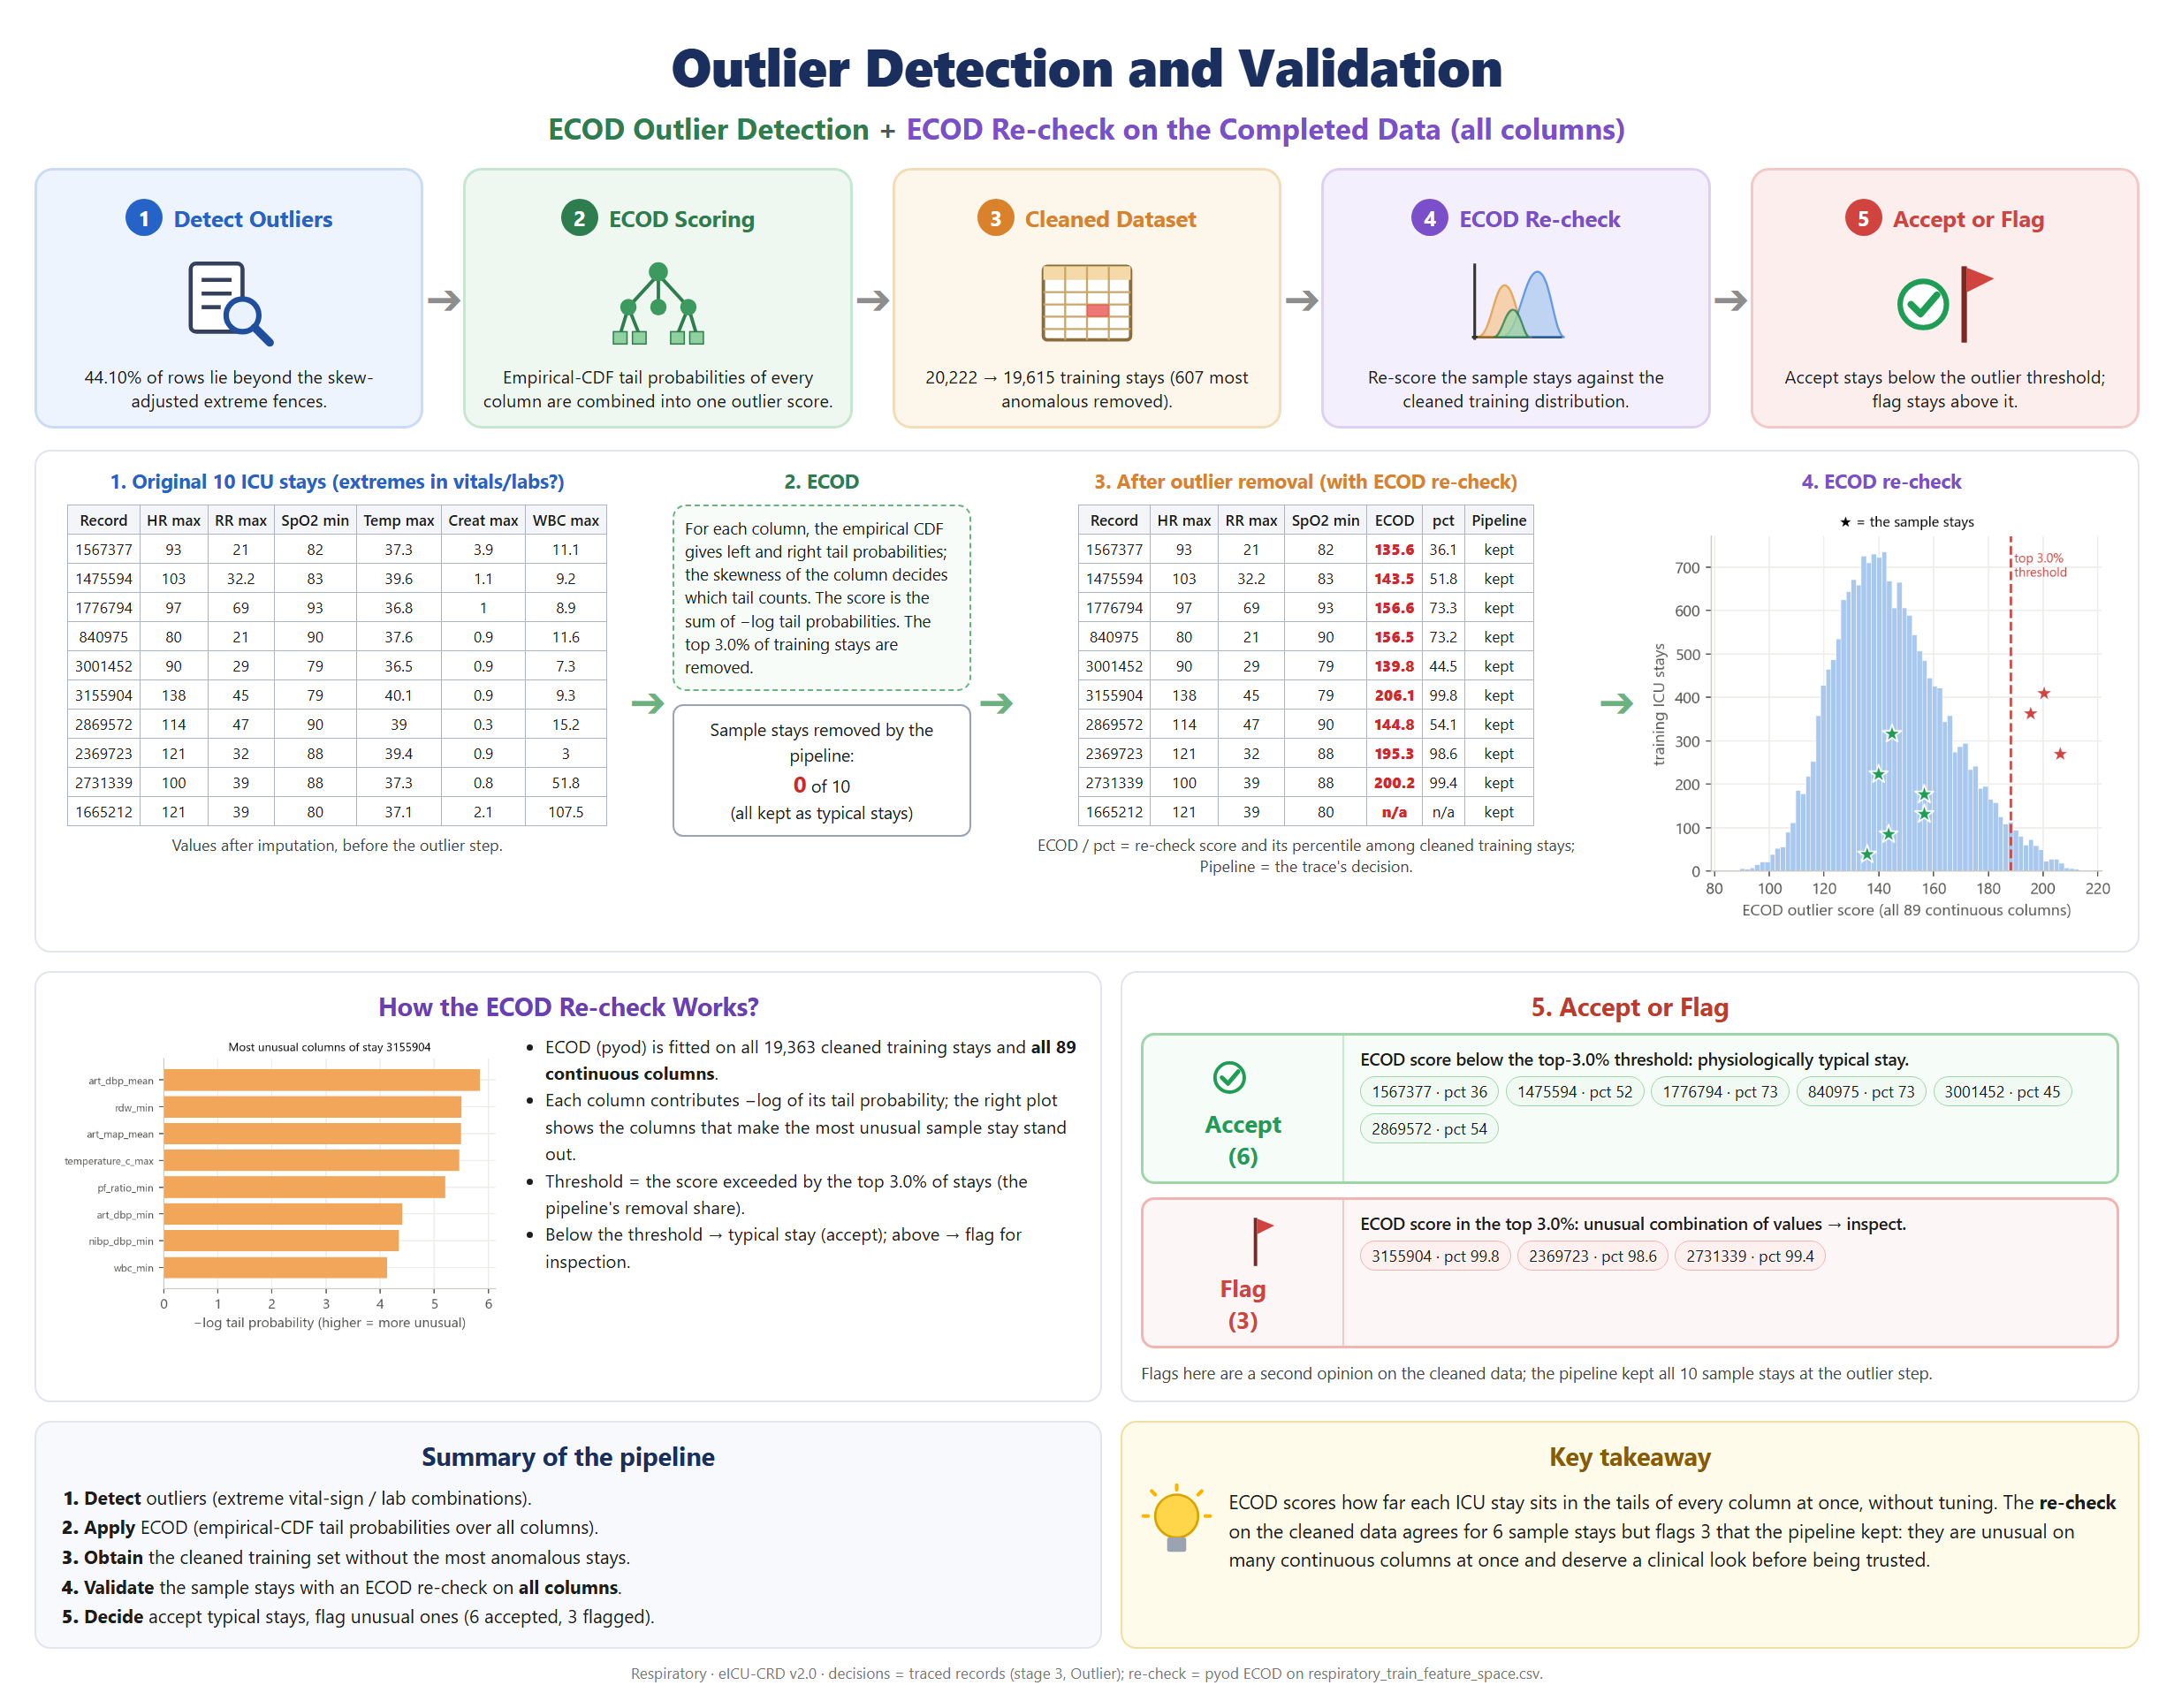 Outlier Detection and Validation
ECOD Outlier Detection + ECOD Re-check on the Completed Data (all columns)
1 Detect Outliers
44.10% of rows lie beyond the skew-
adjusted extreme fences.
2 ECOD Scoring
Empirical-CDF tail probabilities of every
column are combined into one outlier score.
3 Cleaned Dataset
20,222 → 19,615 training stays (607 most
anomalous removed).
4 ECOD Re-check
Re-score the sample stays against the
cleaned training distribution.
5 Accept or Flag
Accept stays below the outlier threshold;
flag stays above it.
1. Original 10 ICU stays (extremes in vitals/labs?)
Record HR max RR max SpO2 min Temp max Creat max WBC max
1567377 93 21 82 37.3 3.9 11.1
1475594 103 32.2 83 39.6 1.1 9.2
1776794 97 69 93 36.8 1 8.9
840975 80 21 90 37.6 0.9 11.6
3001452 90 29 79 36.5 0.9 7.3
3155904 138 45 79 40.1 0.9 9.3
2869572 114 47 90 39 0.3 15.2
2369723 121 32 88 39.4 0.9 3
2731339 100 39 88 37.3 0.8 51.8
1665212 121 39 80 37.1 2.1 107.5
Values after imputation, before the outlier step.
2. ECOD
For each column, the empirical CDF
gives left and right tail probabilities;
the skewness of the column decides
which tail counts. The score is the
sum of −log tail probabilities. The
top 3.0% of training stays are
removed.
Sample stays removed by the
pipeline:
0 of 10
(all kept as typical stays)
3. After outlier removal (with ECOD re-check)
Record HR max RR max SpO2 min ECOD pct Pipeline
1567377 93 21 82 135.6 36.1 kept
1475594 103 32.2 83 143.5 51.8 kept
1776794 97 69 93 156.6 73.3 kept
840975 80 21 90 156.5 73.2 kept
3001452 90 29 79 139.8 44.5 kept
3155904 138 45 79 206.1 99.8 kept
2869572 114 47 90 144.8 54.1 kept
2369723 121 32 88 195.3 98.6 kept
2731339 100 39 88 200.2 99.4 kept
1665212 121 39 80 n/a n/a kept
ECOD / pct = re-check score and its percentile among cleaned training stays;
Pipeline = the trace's decision.
4. ECOD re-check
★ = the sample stays
top 3.0%
threshold
training ICU stays
700
600
500
400
300
200
100
0
80 100 120 140 160 180 200 220
ECOD outlier score (all 89 continuous columns)
How the ECOD Re-check Works?
Most unusual columns of stay 3155904
art_dbp_mean
rdw_min
art_map_mean
temperature_c_max
pf_ratio_min
art_dbp_min
nibp_dbp_min
wbc_min
0 1 2 3 4 5 6
−log tail probability (higher = more unusual)
• ECOD (pyod) is fitted on all 19,363 cleaned training stays and all 89
continuous columns.
• Each column contributes −log of its tail probability; the right plot
shows the columns that make the most unusual sample stay stand
out.
• Threshold = the score exceeded by the top 3.0% of stays (the
pipeline's removal share).
• Below the threshold → typical stay (accept); above → flag for
inspection.
5. Accept or Flag
Accept
(6)
ECOD score below the top-3.0% threshold: physiologically typical stay.
1567377 · pct 36 1475594 · pct 52 1776794 · pct 73 840975 · pct 73 3001452 · pct 45
2869572 · pct 54
Flag
(3)
ECOD score in the top 3.0%: unusual combination of values → inspect.
3155904 · pct 99.8 2369723 · pct 98.6 2731339 · pct 99.4
Flags here are a second opinion on the cleaned data; the pipeline kept all 10 sample stays at the outlier step.
Summary of the pipeline
1. Detect outliers (extreme vital-sign / lab combinations).
2. Apply ECOD (empirical-CDF tail probabilities over all columns).
3. Obtain the cleaned training set without the most anomalous stays.
4. Validate the sample stays with an ECOD re-check on all columns.
5. Decide accept typical stays, flag unusual ones (6 accepted, 3 flagged).
Key takeaway
ECOD scores how far each ICU stay sits in the tails of every column at once, without tuning. The re-check
on the cleaned data agrees for 6 sample stays but flags 3 that the pipeline kept: they are unusual on
many continuous columns at once and deserve a clinical look before being trusted.
Respiratory · eICU-CRD v2.0 · decisions = traced records (stage 3, Outlier); re-check = pyod ECOD on respiratory_train_feature_space.csv.